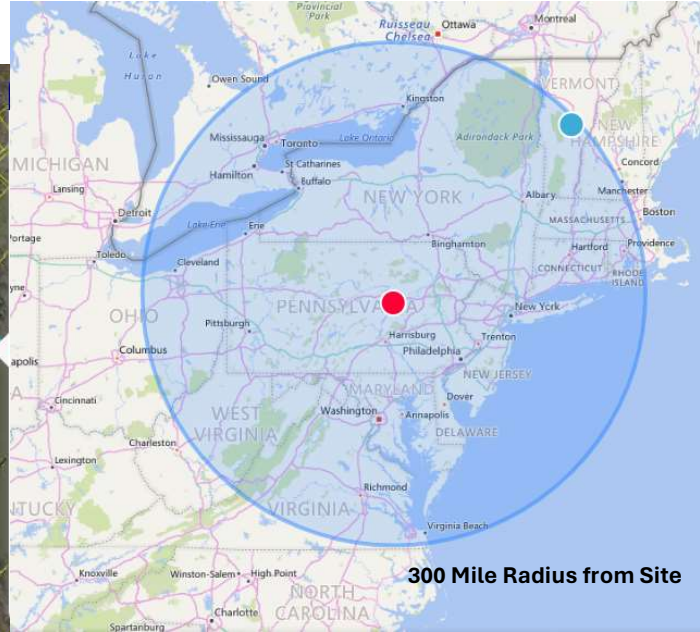 Provincial
Park
Ruisseau
Chelsea
Ottawa
Montreal
Lake
Huron
Owen Sound
VERMONT
Kingston
Mississauga
Toronto
Lake Ontario
Adirondack Park
NEW
HAMPSHIRE
MICHIGAN
Hamilton
St Catharines
Concord
Lansing
Buffalo
NEW YORK
Albany
Manchester
Detroit
Lake Erie
Erie
MASSACHUSETTS
Boston
Portage
Binghamton
Hartford
Providence
Toledo
Cleveland
CONNECTICUT
RHODE
ISLAND
yne
PENNSYLVA
A
New York
OHIO
Pittsburgh
Harrisburg
Trenton
Philadelphia
apolis
Columbus
NEW JERSEY
MARYLAND
Dover
A
Cincinnati
WEST
VIRGINIA
Washington
Annapolis
DELAWARE
Charleston
Lexington
Richmond
NTUCKY
VIRGINIA
Virginia Beach
Knoxville
Winston-Salem
High Point
300 Mile Radius from Site
NORTH
CAROLINA
Charlotte
Spartanburg